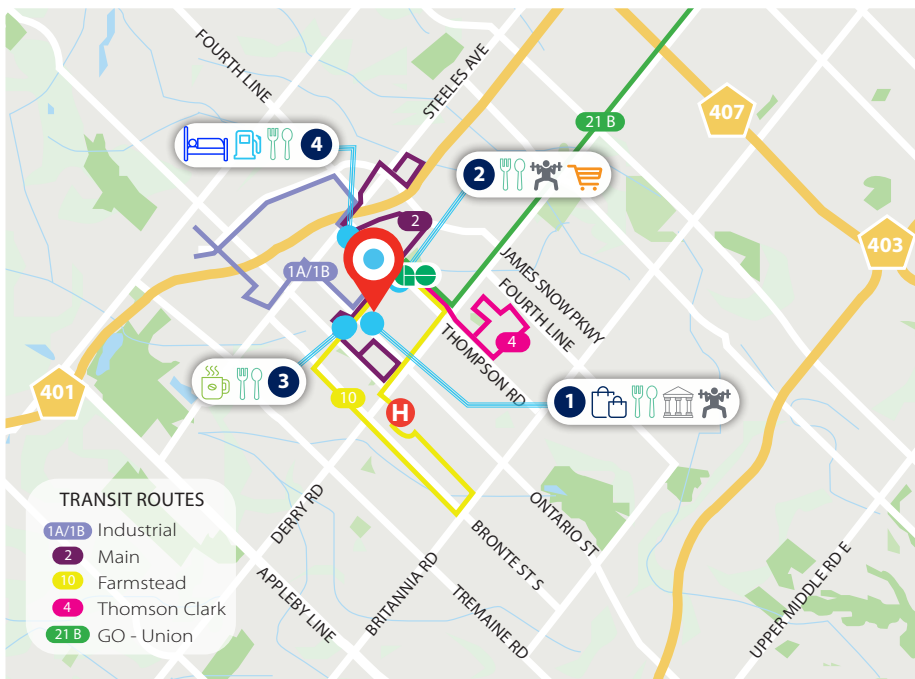 FOURTH LINE
STEELES AVE
407
21 B
4
2
403
2
JAMES SNOW PKWY
FOURTH LINE
1A/1B
GO
4
THOMPSON RD
3
401
10
H
1
TRANSIT ROUTES
1A/1B Industrial
2 Main
10 Farmstead
4 Thomson Clark
21 B GO - Union
DERRY RD
ONTARIO ST
BRONTE ST S
BRITANNIA RD
APPLEBY LINE
TREMAINE RD
UPPER MIDDLE RD E